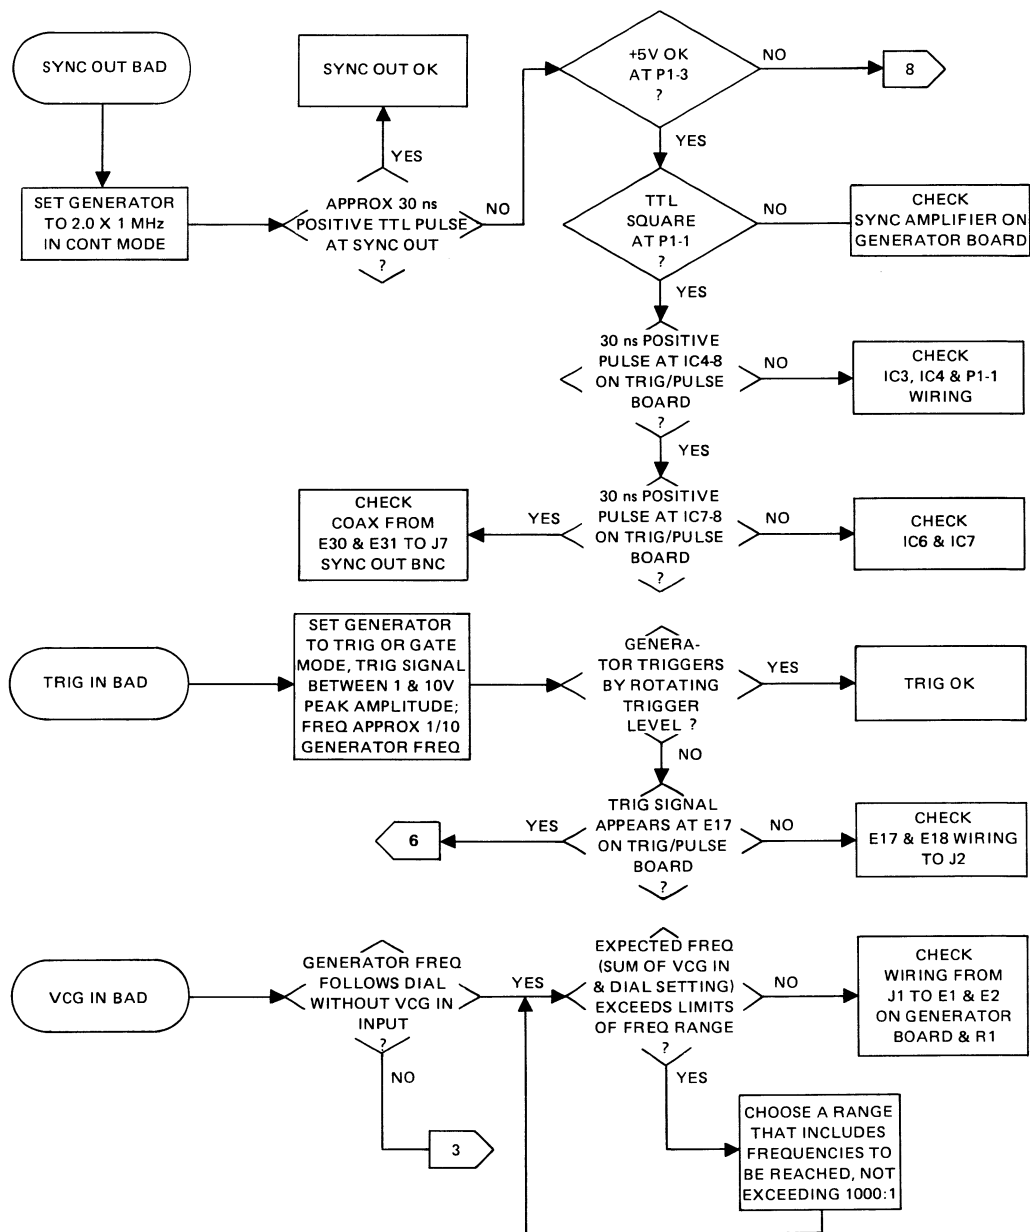 SYNC OUT BAD
SET GENERATOR
TO 2.0 X 1 MHz
IN CONT MODE
SYNC OUT OK
YES
APPROX 30 ns
POSITIVE TTL PULSE
AT SYNC OUT
?
NO
+5V OK
AT P1-3
?
NO
8
YES
TTL
SQUARE
AT P1-1
?
NO
CHECK
SYNC AMPLIFIER ON
GENERATOR BOARD
YES
30 ns POSITIVE
PULSE AT IC4-8
ON TRIG/PULSE
BOARD
?
NO
CHECK
IC3, IC4 & P1-1
WIRING
YES
30 ns POSITIVE
PULSE AT IC7-8
ON TRIG/PULSE
BOARD
?
YES
CHECK
COAX FROM
E30 & E31 TO J7
SYNC OUT BNC
NO
CHECK
IC6 & IC7
TRIG IN BAD
SET GENERATOR
TO TRIG OR GATE
MODE, TRIG SIGNAL
BETWEEN 1 & 10V
PEAK AMPLITUDE;
FREQ APPROX 1/10
GENERATOR FREQ
GENERA-
TOR TRIGGERS
BY ROTATING
TRIGGER
LEVEL ?
YES
TRIG OK
NO
TRIG SIGNAL
APPEARS AT E17
ON TRIG/PULSE
BOARD
?
YES
6
NO
CHECK
E17 & E18 WIRING
TO J2
VCG IN BAD
GENERATOR FREQ
FOLLOWS DIAL
WITHOUT VCG IN
INPUT
?
NO
3
YES
EXPECTED FREQ
(SUM OF VCG IN
& DIAL SETTING)
EXCEEDS LIMITS
OF FREQ RANGE
?
NO
CHECK
WIRING FROM
J1 TO E1 & E2
ON GENERATOR
BOARD & R1
YES
CHOOSE A RANGE
THAT INCLUDES
FREQUENCIES TO
BE REACHED, NOT
EXCEEDING 1000:1